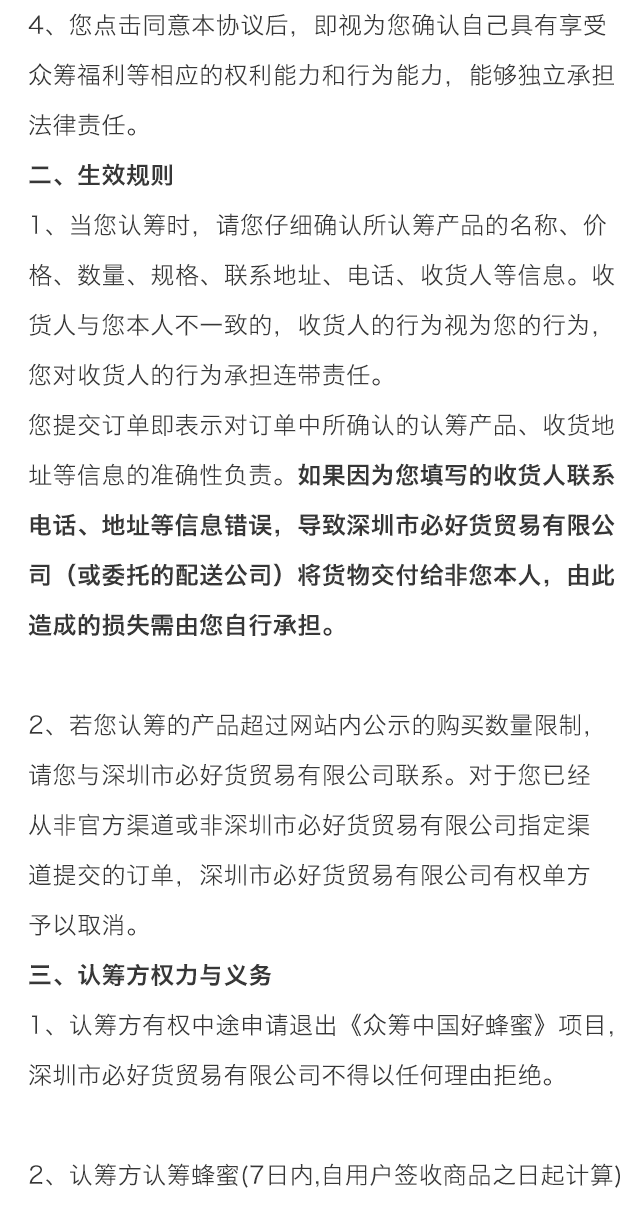 4、您点击同意本协议后，即视为您确认自己具有享受
众筹福利等相应的权利能力和行为能力，能够独立承担
法律责任。
二、生效规则
1、当您认筹时，请您仔细确认所认筹产品的名称、价
格、数量、规格、联系地址、电话、收货人等信息。收
货人与您本人不一致的，收货人的行为视为您的行为，
您对收货人的行为承担连带责任。
您提交订单即表示对订单中所确认的认筹产品、收货地
址等信息的准确性负责。如果因为您填写的收货人联系
电话、地址等信息错误，导致深圳市必好货贸易有限公
司（或委托的配送公司）将货物交付给非您本人，由此
造成的损失需由您自行承担。
2、若您认筹的产品超过网站内公示的购买数量限制，
请您与深圳市必好货贸易有限公司联系。对于您已经
从非官方渠道或非深圳市必好货贸易有限公司指定渠
道提交的订单，深圳市必好货贸易有限公司有权单方
予以取消。
三、认筹方权力与义务
1、认筹方有权中途申请退出《众筹中国好蜂蜜》项目，
深圳市必好货贸易有限公司不得以任何理由拒绝。
2、认筹方认筹蜂蜜(7日内,自用户签收商品之日起计算)